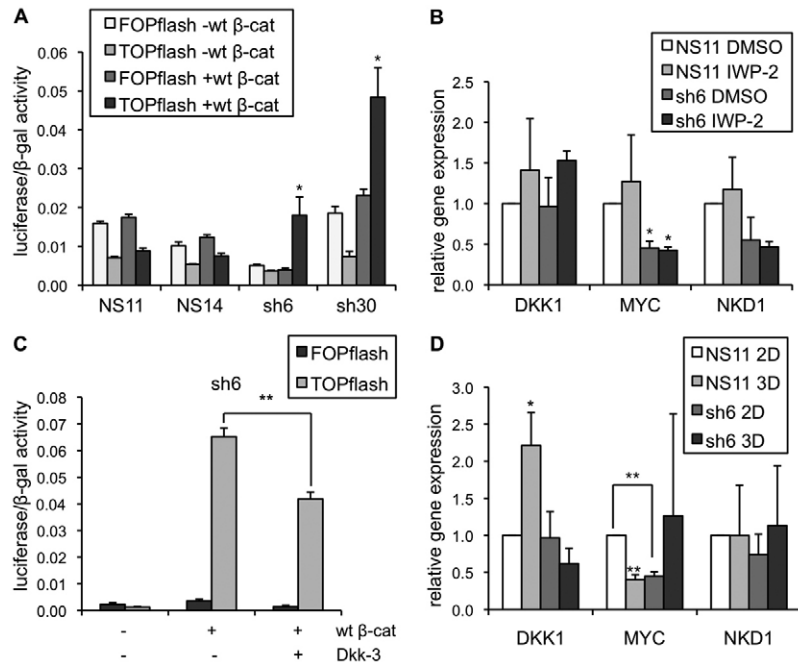 A
FOPflash -wt β-cat
TOPflash -wt β-cat
FOPflash +wt β-cat
TOPflash +wt β-cat
luciferase/β-gal activity
0.06
0.05
0.04
0.03
0.02
0.01
0.00
*
*
NS11 NS14 sh6 sh30
B
NS11 DMSO
NS11 IWP-2
sh6 DMSO
sh6 IWP-2
relative gene expression
2.5
2.0
1.5
1.0
0.5
0.0
* *
DKK1 MYC NKD1
C
FOPflash
TOPflash
sh6
**
luciferase/β-gal activity
0.08
0.07
0.06
0.05
0.04
0.03
0.02
0.01
0.00
- + + wt β-cat
- - + Dkk-3
D
NS11 2D
NS11 3D
sh6 2D
sh6 3D
relative gene expression
3.0
2.5
2.0
1.5
1.0
0.5
0.0
*
**
**
DKK1 MYC NKD1